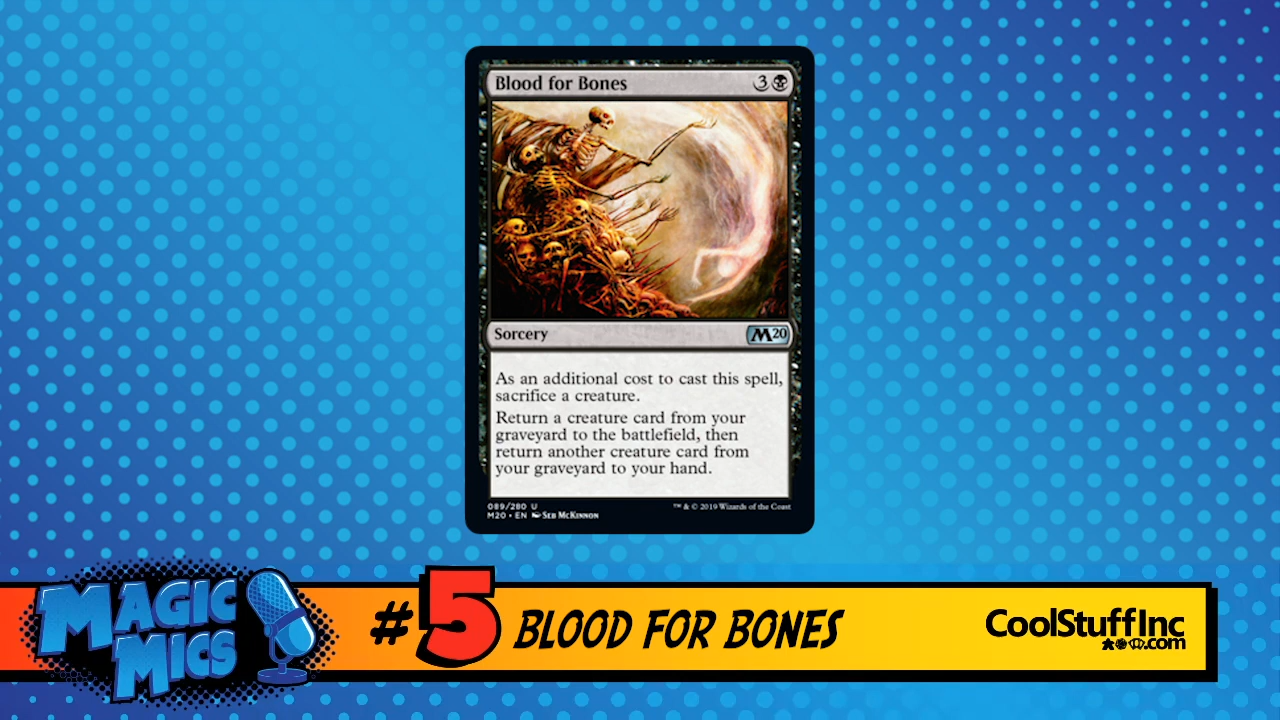 Blood for Bones 3
Sorcery M20
As an additional cost to cast this spell,
sacrifice a creature.
Return a creature card from your
graveyard to the battlefield, then
return another creature card from
your graveyard to your hand.
089/280 U ™ & © 2019 Wizards of the Coast
M20 • EN Seb McKinnon
MAGIC
MICS
#5 BLOOD FOR BONES
CoolStuffInc
.com